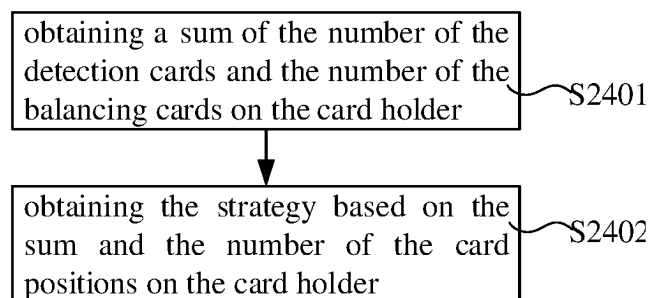 obtaining a sum of the number of the
detection cards and the number of the
balancing cards on the card holder
S2401
obtaining the strategy based on the
sum and the number of the card
positions on the card holder
S2402